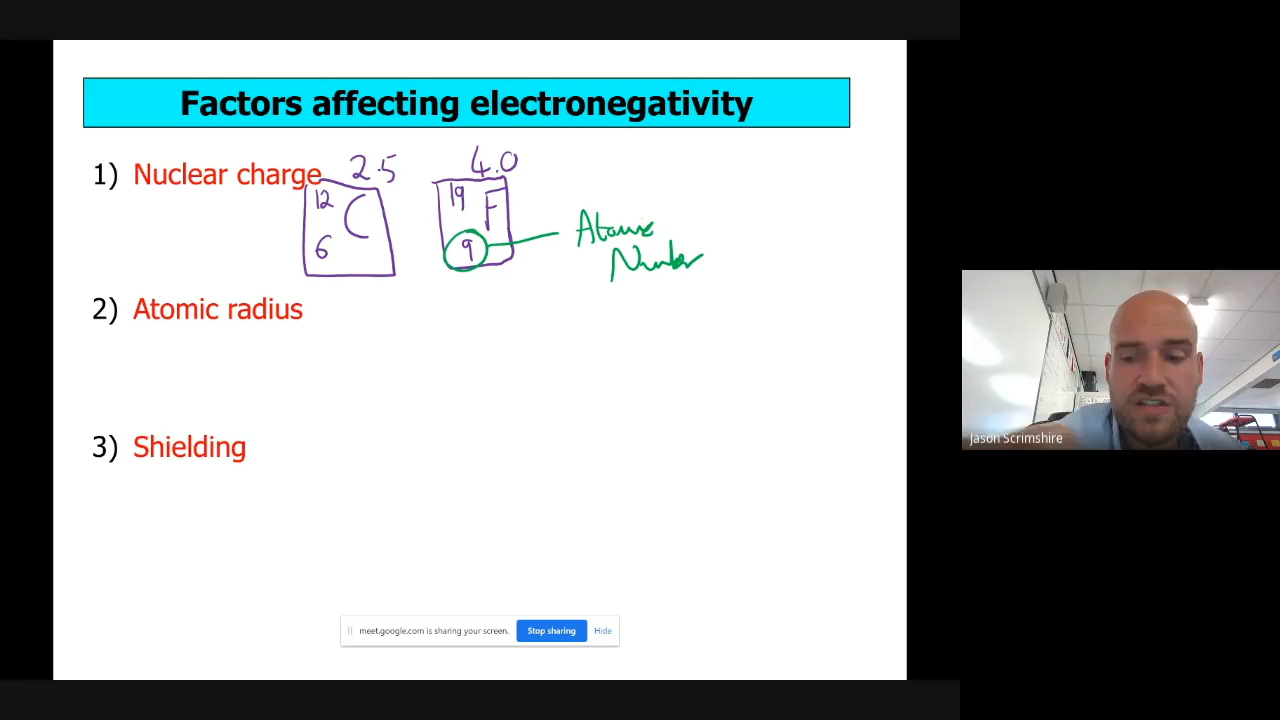 Factors affecting electronegativity
1) Nuclear charge
2.5
4.0
12
C
6
19
F
9
Atomic
Number
2) Atomic radius
3) Shielding
Jason Scrimshire
meet.google.com is sharing your screen.
Stop sharing
Hide